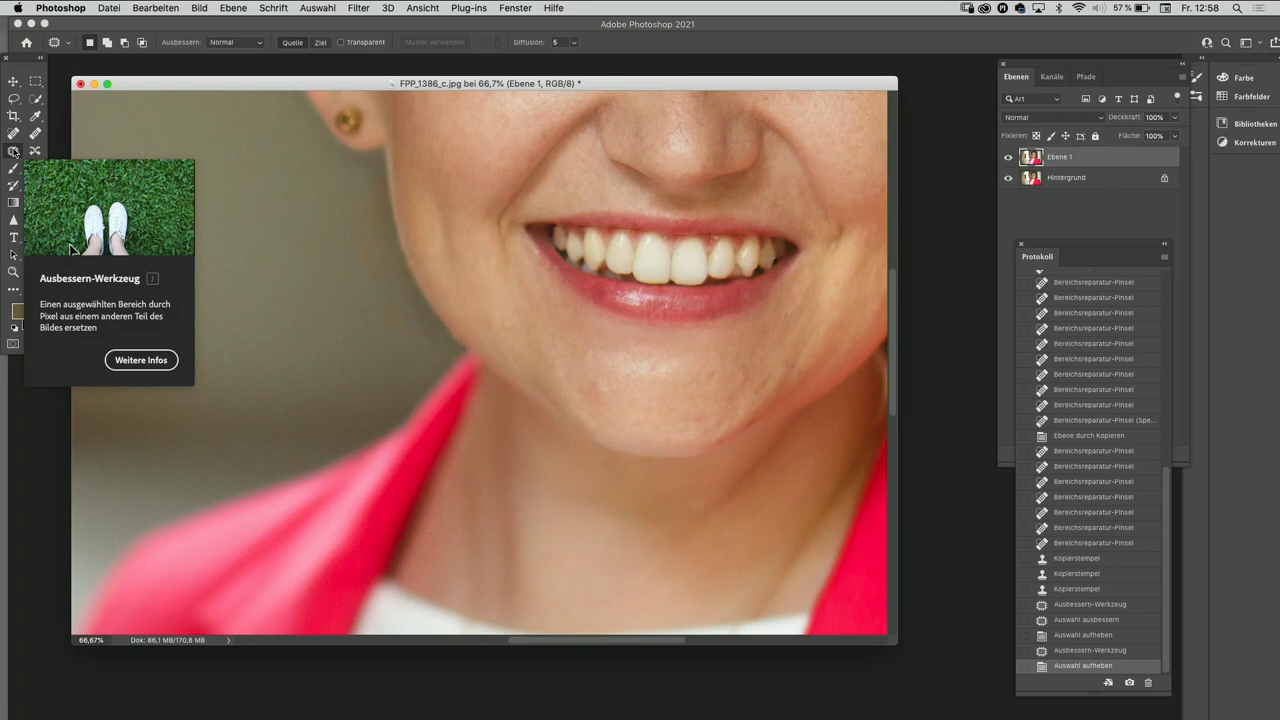 Photoshop Datei Bearbeiten Bild Ebene Schrift Auswahl Filter 3D Ansicht Plug-ins Fenster Hilfe 57 % Fr. 12:58
Adobe Photoshop 2021
Ausbessern: Normal Quelle Ziel Transparent Muster verwenden Diffusion: 5
FPP_1386_c.jpg bei 66,7% (Ebene 1, RGB/8) *
Ebenen Kanäle Pfade
Art
Normal Deckkraft: 100%
Fixieren: Fläche: 100%
Ebene 1
Hintergrund
Farbe
Farbfelder
Bibliotheken
Korrekturen
T
Ausbessern-Werkzeug J
Einen ausgewählten Bereich durch
Pixel aus einem anderen Teil des
Bildes ersetzen
Weitere Infos
Protokoll
Bereichsreparatur-Pinsel
Bereichsreparatur-Pinsel
Bereichsreparatur-Pinsel
Bereichsreparatur-Pinsel
Bereichsreparatur-Pinsel
Bereichsreparatur-Pinsel
Bereichsreparatur-Pinsel
Bereichsreparatur-Pinsel
Bereichsreparatur-Pinsel
Bereichsreparatur-Pinsel (Spe...
Ebene durch Kopieren
Bereichsreparatur-Pinsel
Bereichsreparatur-Pinsel
Bereichsreparatur-Pinsel
Bereichsreparatur-Pinsel
Bereichsreparatur-Pinsel
Bereichsreparatur-Pinsel
Bereichsreparatur-Pinsel
Kopierstempel
Kopierstempel
Kopierstempel
Ausbessern-Werkzeug
Auswahl ausbessern
Auswahl aufheben
Ausbessern-Werkzeug
Auswahl aufheben
66,67% Dok: 86,1 MB/170,8 MB